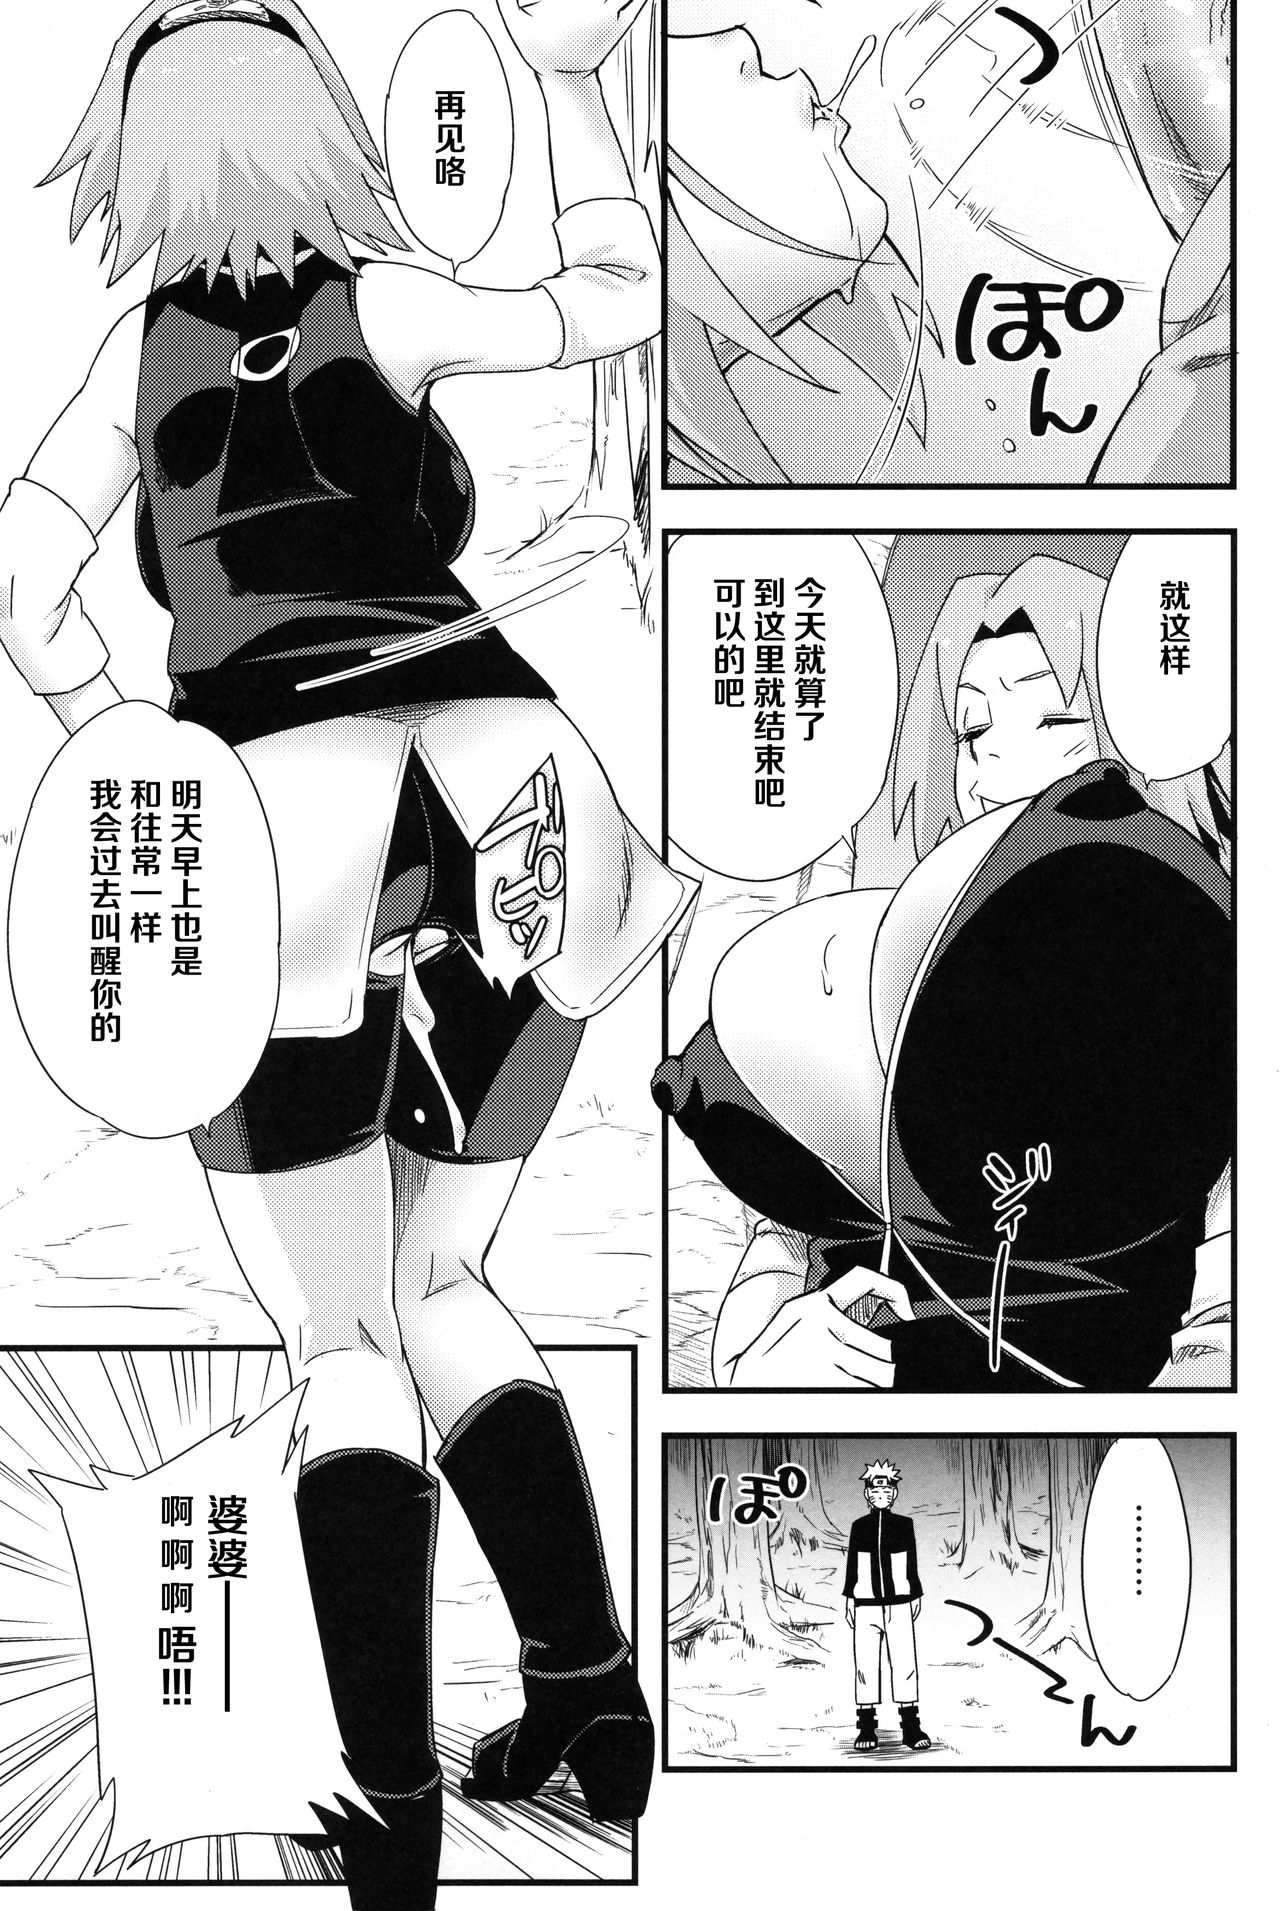 つ
ぽ
ん
就这样
今天就算了
到这里就结束吧
可以的吧
ジィー
………
ぽ
つ～ん
再见咯
明天早上也是
和往常一样
我会过去叫醒你的
婆婆——
啊啊啊唔!!!